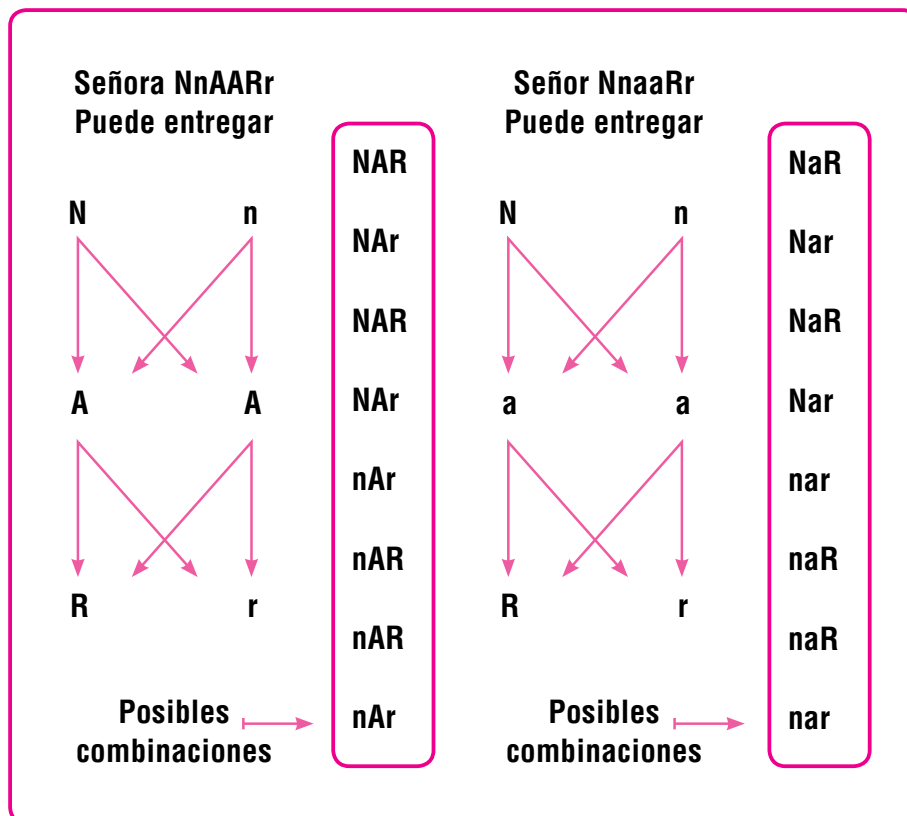 Señora NnAARr
Puede entregar
N n
A A
R r
Posibles
combinaciones
NAR
NAr
NAR
NAr
nAr
nAR
nAR
nAr
Señor NnaaRr
Puede entregar
N n
a a
R r
Posibles
combinaciones
NaR
Nar
NaR
Nar
nar
naR
naR
nar